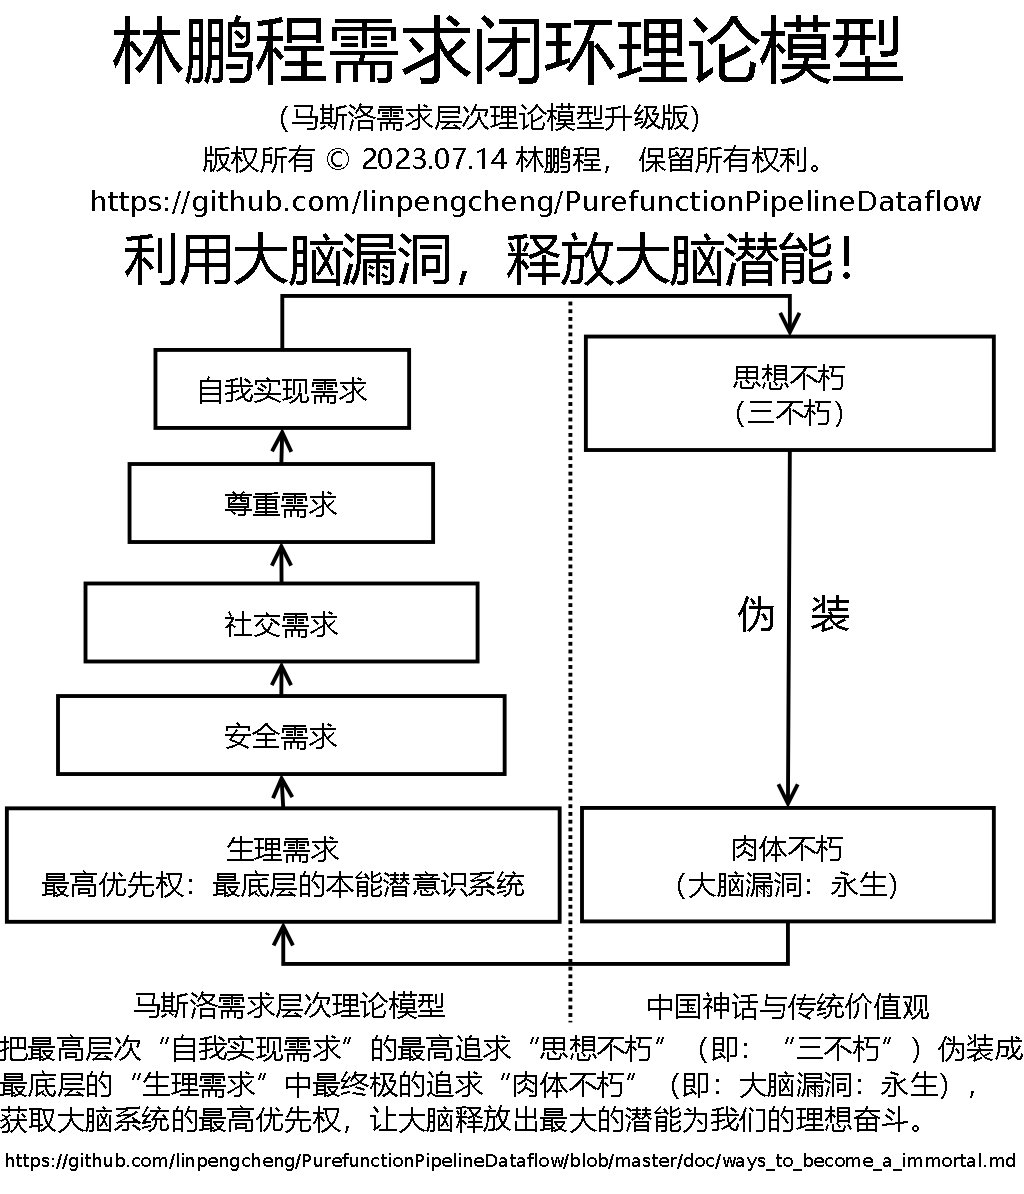 林鹏程需求闭环理论模型
（马斯洛需求层次理论模型升级版）
版权所有 © 2023.07.14 林鹏程， 保留所有权利。
https://github.com/linpengcheng/PurefunctionPipelineDataflow
利用大脑漏洞，释放大脑潜能！
自我实现需求
尊重需求
社交需求
安全需求
生理需求
最高优先权：最底层的本能潜意识系统
思想不朽
（三不朽）
伪 装
肉体不朽
（大脑漏洞：永生）
马斯洛需求层次理论模型
中国神话与传统价值观
把最高层次“自我实现需求”的最高追求“思想不朽”（即：“三不朽”）伪装成
最底层的“生理需求”中最终极的追求“肉体不朽”（即：大脑漏洞：永生），
获取大脑系统的最高优先权，让大脑释放出最大的潜能为我们的理想奋斗。
https://github.com/linpengcheng/PurefunctionPipelineDataflow/blob/master/doc/ways_to_become_a_immortal.md